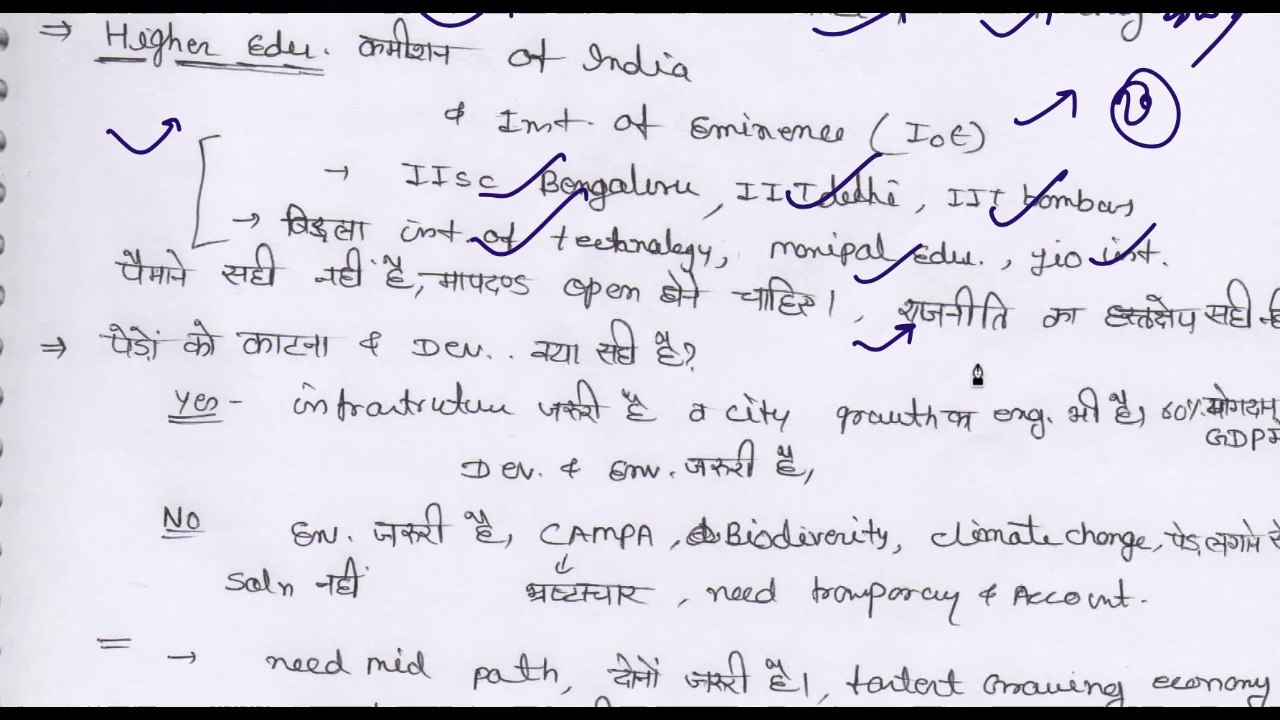 ⇒ Higher Edu. कमीशन of India
& Inst. of Eminence (IOE) →
→ IISC Bengaluru, IIT delhi, IIT bombay
→ बिड़ला inst. of technology, manipal Edu., jio inst.
पैमाने सही नहीं है, मापदण्ड open होने चाहिए।, राजनीति का हस्तक्षेप सही
⇒ पेड़ों को काटना & Dev.. क्या सही है?
Yes - infrastructure जरुरी है व city growth का eng. भी है, 60% योगदान
GDP में
Dev. & Env. जरुरी है,
No Env. जरुरी है, CAMPA, Biodiversity, climate change, पेड़ लगाने से
soln नहीं भ्रष्टाचार, need transparacy & Account.
= → need mid path, दोनों जरुरी है।, fastest growing economy